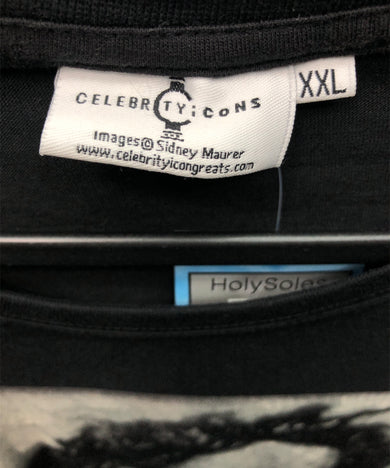 CELEBRITY iCONS
XXL
Images© Sidney Maurer
www.celebrityicongreats.com
HolySoles